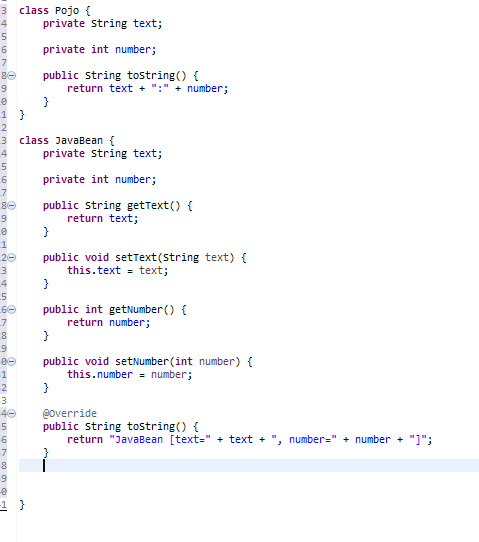 3 class Pojo {
4 private String text;
5
6 private int number;
7
8 public String toString() {
9 return text + ":" + number;
0 }
1 }
2
3 class JavaBean {
4 private String text;
5
6 private int number;
7
8 public String getText() {
9 return text;
0 }
1
2 public void setText(String text) {
3 this.text = text;
4 }
5
6 public int getNumber() {
7 return number;
8 }
9
0 public void setNumber(int number) {
1 this.number = number;
2 }
3
4 @Override
5 public String toString() {
6 return "JavaBean [text=" + text + ", number=" + number + "]";
7 }
8
9
0
1 }